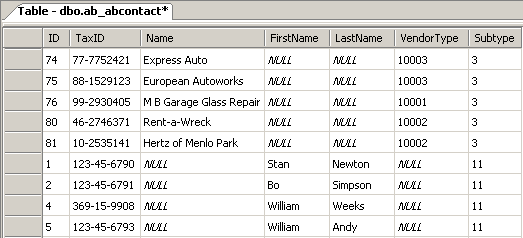 Table - dbo.ab_abcontact*
ID TaxID Name FirstName LastName VendorType Subtype
74 77-7752421 Express Auto NULL NULL 10003 3
75 88-1529123 European Autoworks NULL NULL 10003 3
76 99-2930405 M B Garage Glass Repair NULL NULL 10001 3
80 46-2746371 Rent-a-Wreck NULL NULL 10002 3
81 10-2535141 Hertz of Menlo Park NULL NULL 10002 3
1 123-45-6790 NULL Stan Newton NULL 11
2 123-45-6791 NULL Bo Simpson NULL 11
4 369-15-9908 NULL William Weeks NULL 11
5 123-45-6793 NULL William Andy NULL 11